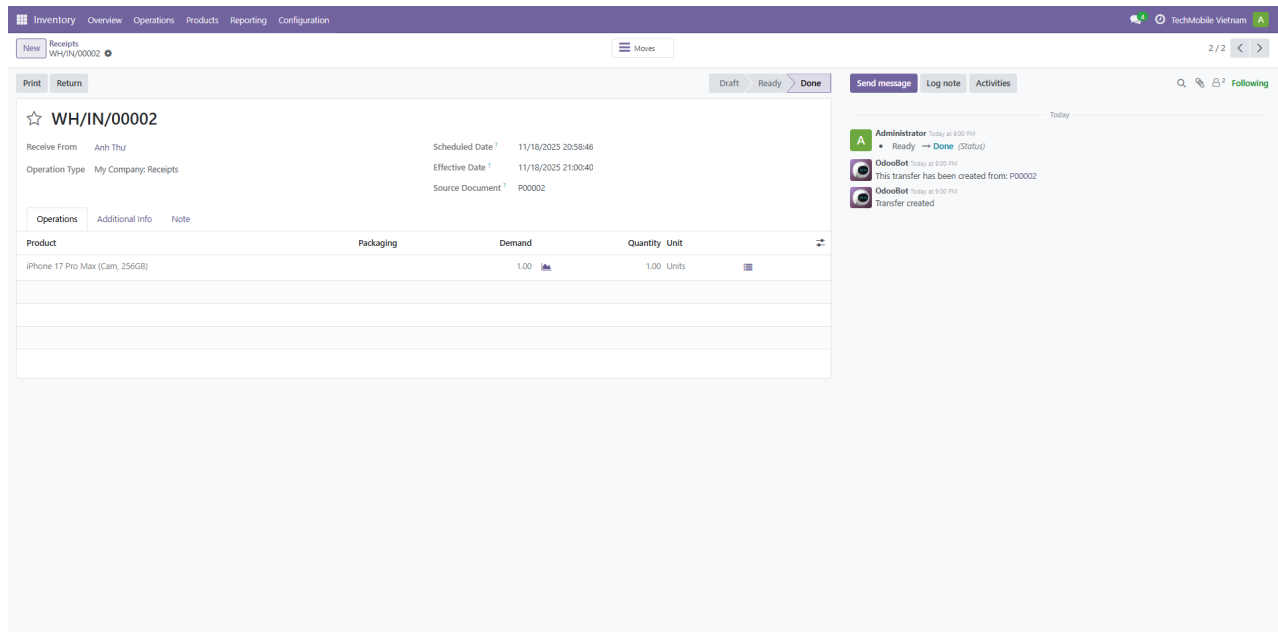 Inventory Overview Operations Products Reporting Configuration 4 TechMobile Vietnam A
New Receipts
WH/IN/00002
Moves
2 / 2
Print Return
Draft Ready Done
Send message Log note Activities
2 Following
WH/IN/00002
Receive From Anh Thư
Operation Type My Company: Receipts
Scheduled Date ? 11/18/2025 20:58:46
Effective Date ? 11/18/2025 21:00:40
Source Document ? P00002
Operations Additional Info Note
Product Packaging Demand Quantity Unit
iPhone 17 Pro Max (Cam, 256GB) 1.00 1.00 Units
Today
A
Administrator Today at 9:00 PM
• Ready → Done (Status)
OdooBot Today at 9:00 PM
This transfer has been created from: P00002
OdooBot Today at 9:00 PM
Transfer created